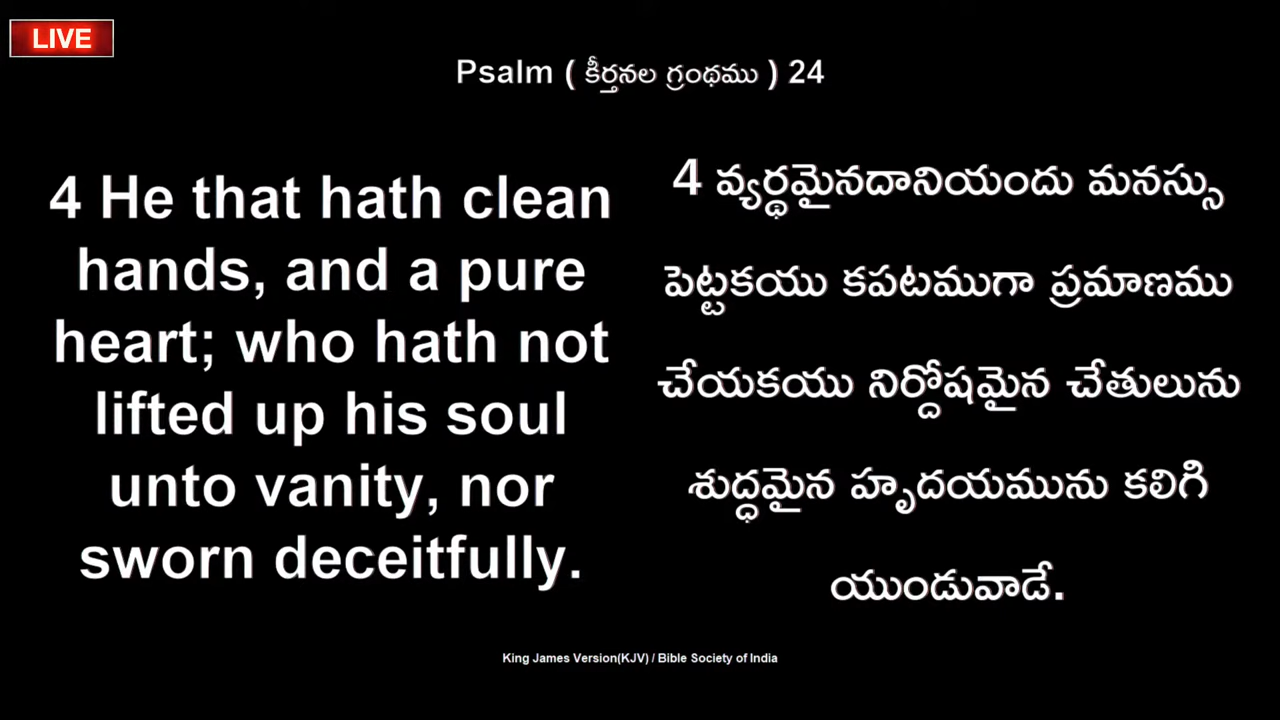 LIVE
Psalm ( కీర్తనల గ్రంథము ) 24
4 He that hath clean
hands, and a pure
heart; who hath not
lifted up his soul
unto vanity, nor
sworn deceitfully.
4 వ్యర్థమైనదానియందు మనస్సు
పెట్టకయు కపటముగా ప్రమాణము
చేయకయు నిర్దోషమైన చేతులును
శుద్ధమైన హృదయమును కలిగి
యుండువాడే.
King James Version(KJV) / Bible Society of India